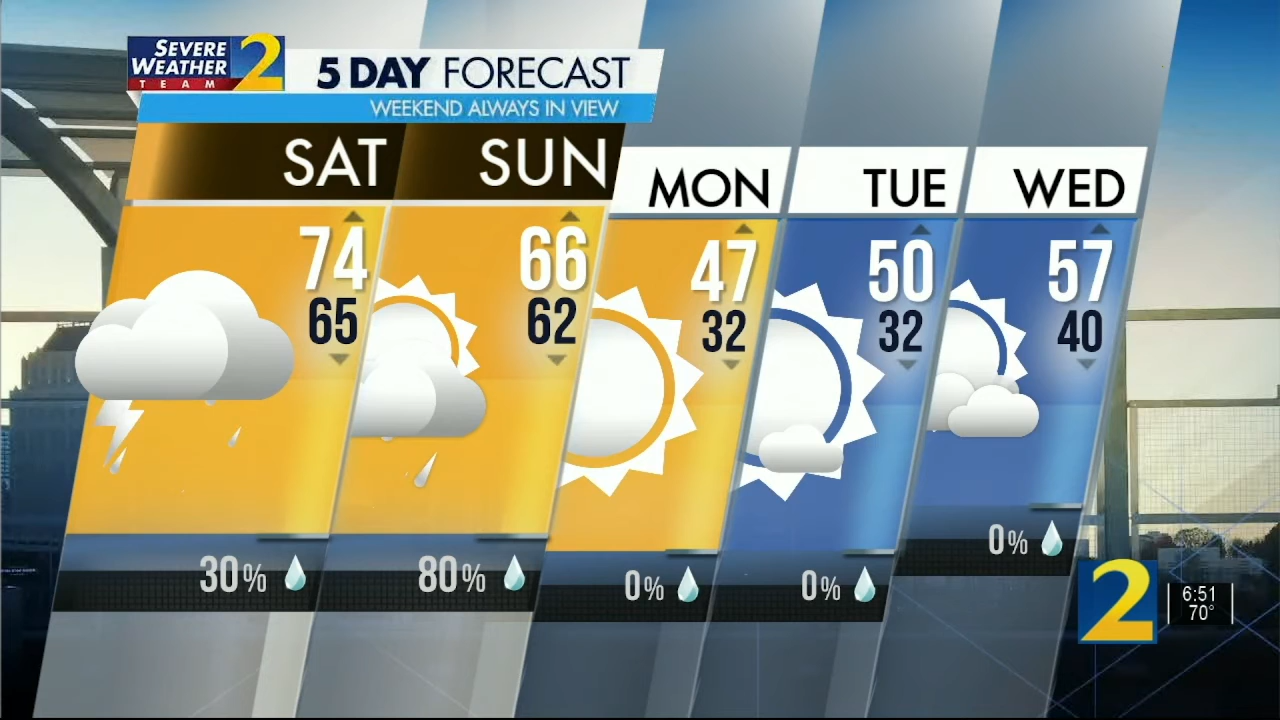 SEVERE
WEATHER
TEAM
2
5 DAY FORECAST
WEEKEND ALWAYS IN VIEW
SAT
74
65
30%
SUN
66
62
80%
MON
47
32
0%
TUE
50
32
0%
WED
57
40
0%
2
6:51
70°